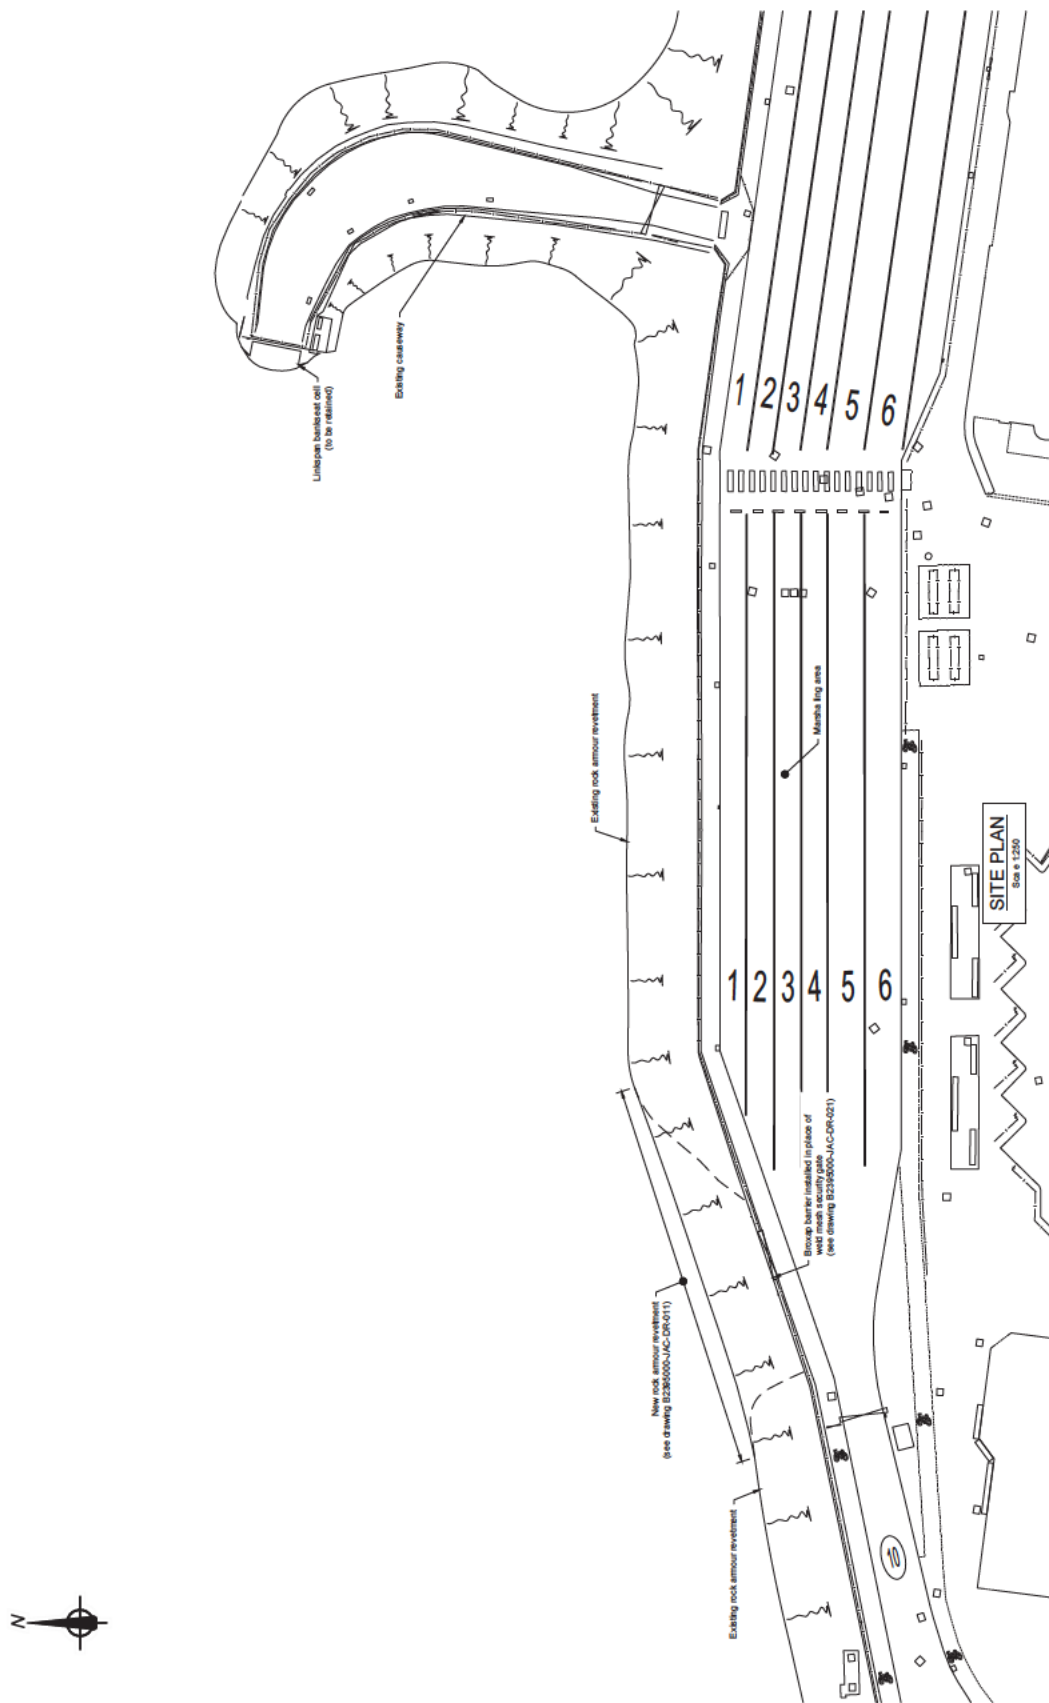 Linkspan bankseat cell
(to be retained)
Existing causeway
1
2
3
4
5
6
Existing rock armour revetment
Marshalling area
SITE PLAN
Scale 1:250
1
2
3
4
5
6
Broxap barrier installed in place of
weld mesh security gate
(see drawing B2395000-JAC-DR-021)
New rock armour revetment
(see drawing B2395000-JAC-DR-011)
Existing rock armour revetment
10
N